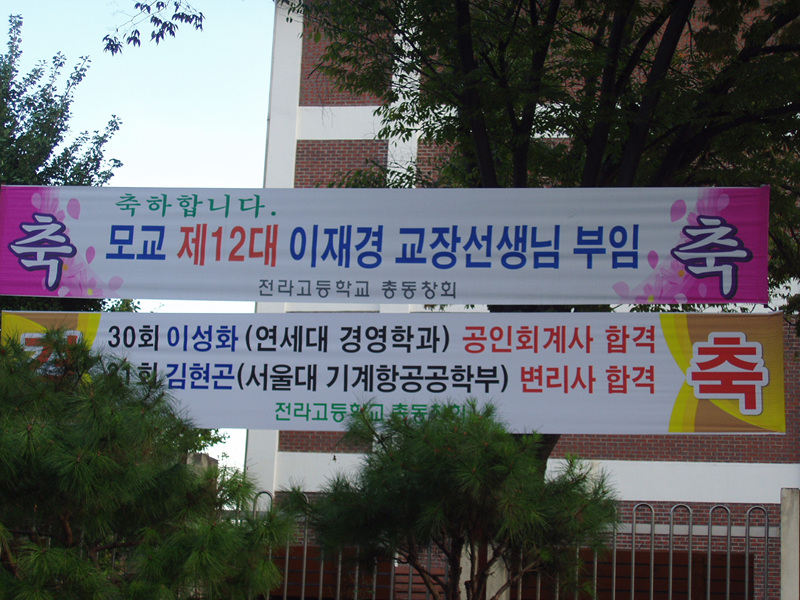 축하합니다.
축 모교 제12대 이재경 교장선생님 부임 축
전라고등학교 총동창회
30회 이성화 (연세대 경영학과) 공인회계사 합격
김현곤(서울대 기계항공공학부) 변리사 합격 축
전라고등학교 총동창회